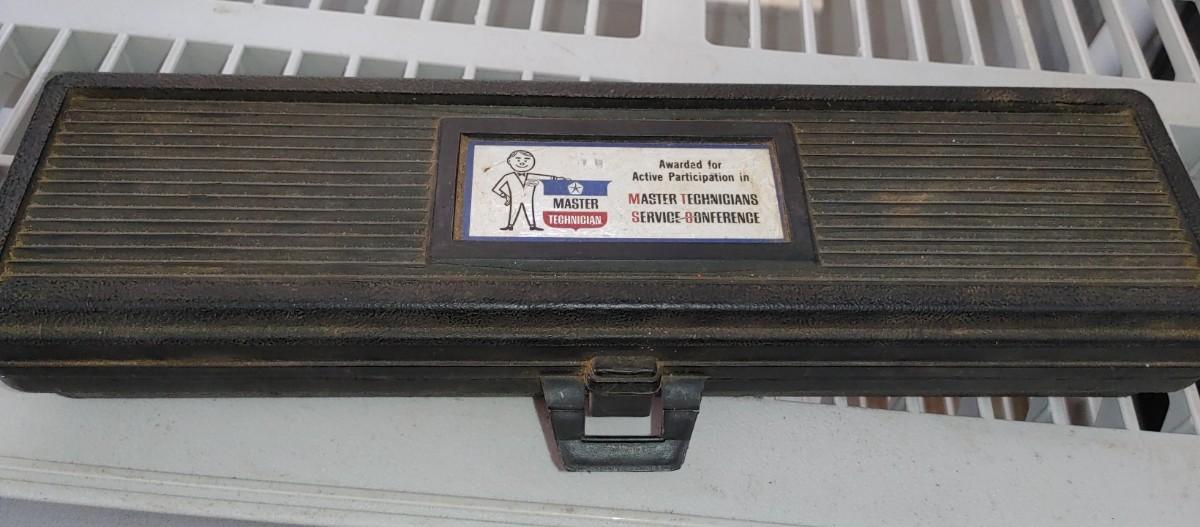 MASTER
TECHNICIAN
Awarded for
Active Participation in
MASTER TECHNICIANS
SERVICE-CONFERENCE